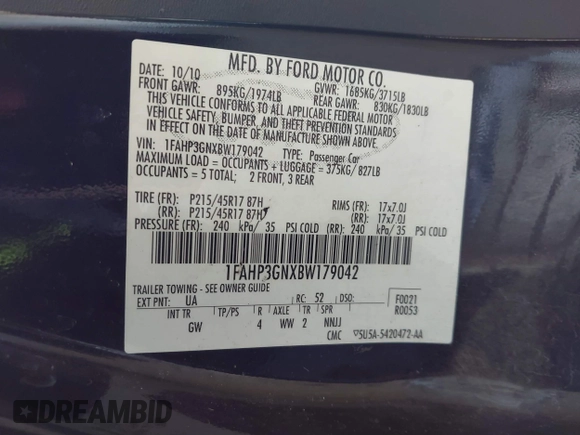 MFD. BY FORD MOTOR CO.
DATE: 10/10
GVWR: 1685KG/3715LB
FRONT GAWR: 895KG/1974LB
REAR GAWR: 830KG/1830LB
THIS VEHICLE CONFORMS TO ALL APPLICABLE FEDERAL MOTOR
VEHICLE SAFETY, BUMPER, AND THEFT PREVENTION STANDARDS
IN EFFECT ON THE DATE OF MANUFACTURE SHOWN ABOVE.
VIN: 1FAHP3GNXBW179042 TYPE: Passenger Car
MAXIMUM LOAD = OCCUPANTS + LUGGAGE = 375KG/ 827LB
OCCUPANTS = 5 TOTAL; 2 FRONT, 3 REAR
TIRE (FR): P215/45R17 87H RIMS (FR): 17x7.0J
(RR): P215/45R17 87H (RR): 17x7.0J
PRESSURE (FR): 240 kPa/ 35 PSI COLD (RR): 240 kPa/ 35 PSI COLD
1FAHP3GNXBW179042
TRAILER TOWING - SEE OWNER GUIDE
EXT PNT: UA RC: 52 DSO:
F0021
R0053
INT TR TP/PS R AXLE TR SPR
GW 4 WW 2 NNJJ
CMC ▽5U5A-5420472-AA
DREAMBID